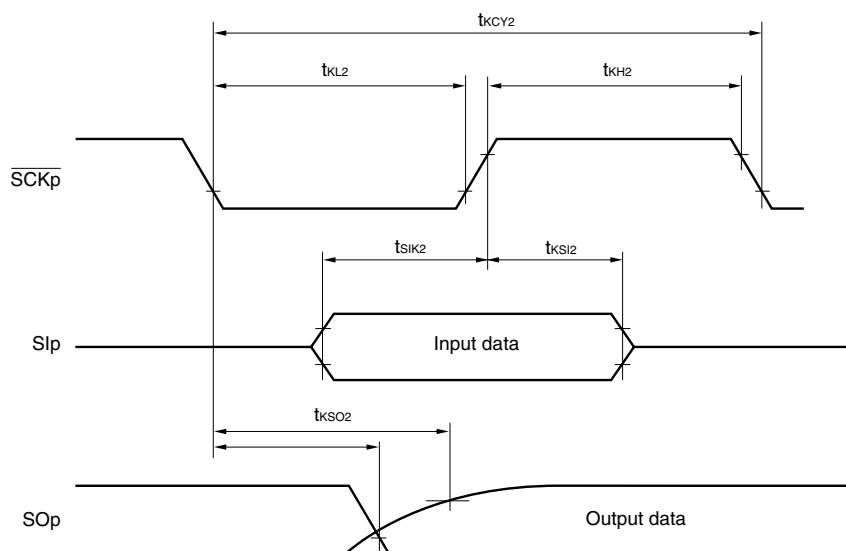 tKCY2
tKL2
tKH2
SCKp
tSIK2
tKSI2
SIp
Input data
tKSO2
SOp
Output data